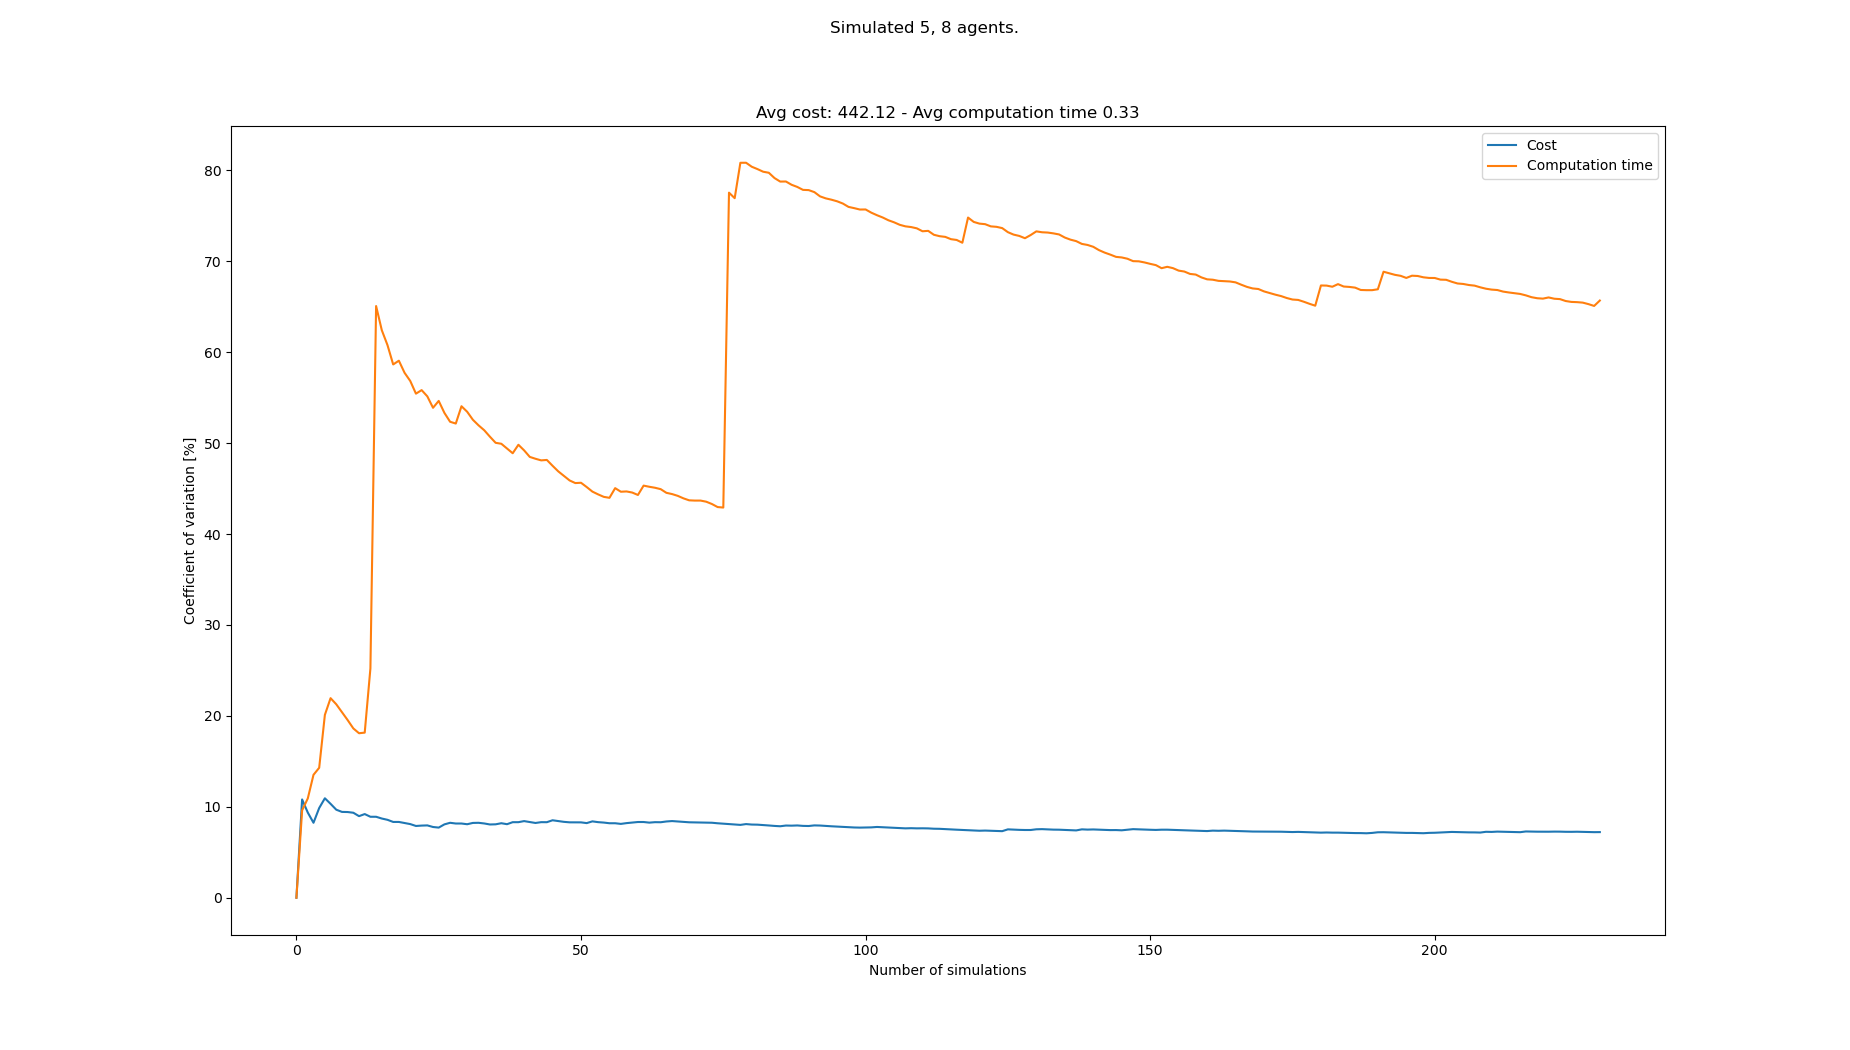 Simulated 5, 8 agents.
Avg cost: 442.12 - Avg computation time 0.33
Cost
Computation time
80
70
60
50
40
30
20
10
0
Coefficient of variation [%]
0 50 100 150 200
Number of simulations